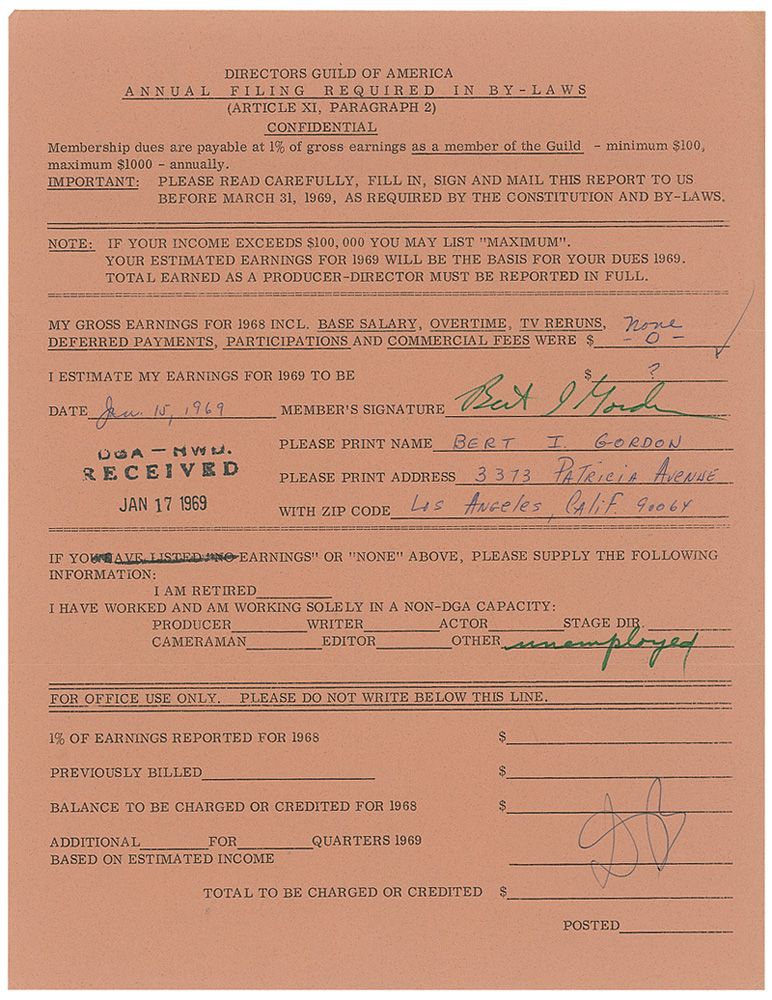 DIRECTORS GUILD OF AMERICA
ANNUAL FILING REQUIRED IN BY-LAWS
(ARTICLE XI, PARAGRAPH 2)
CONFIDENTIAL
Membership dues are payable at 1% of gross earnings as a member of the Guild - minimum $100,
maximum $1000 - annually.
IMPORTANT: PLEASE READ CAREFULLY, FILL IN, SIGN AND MAIL THIS REPORT TO US
BEFORE MARCH 31, 1969, AS REQUIRED BY THE CONSTITUTION AND BY-LAWS.
NOTE: IF YOUR INCOME EXCEEDS $100,000 YOU MAY LIST "MAXIMUM".
YOUR ESTIMATED EARNINGS FOR 1969 WILL BE THE BASIS FOR YOUR DUES 1969.
TOTAL EARNED AS A PRODUCER-DIRECTOR MUST BE REPORTED IN FULL.
MY GROSS EARNINGS FOR 1968 INCL. BASE SALARY, OVERTIME, TV RERUNS, None
DEFERRED PAYMENTS, PARTICIPATIONS AND COMMERCIAL FEES WERE $ - 0 -
I ESTIMATE MY EARNINGS FOR 1969 TO BE $ ?
DATE Jan. 15, 1969 MEMBER'S SIGNATURE Bert I Gordon
DGA - HWD. PLEASE PRINT NAME BERT I. GORDON
RECEIVED PLEASE PRINT ADDRESS 3373 PATRICIA AVENUE
JAN 17 1969 WITH ZIP CODE Los Angeles, Calif. 90064
IF YOU HAVE LISTED "NO EARNINGS" OR "NONE" ABOVE, PLEASE SUPPLY THE FOLLOWING
INFORMATION:
I AM RETIRED
I HAVE WORKED AND AM WORKING SOLELY IN A NON-DGA CAPACITY:
PRODUCER WRITER ACTOR STAGE DIR.
CAMERAMAN EDITOR OTHER unemployed
FOR OFFICE USE ONLY. PLEASE DO NOT WRITE BELOW THIS LINE.
1% OF EARNINGS REPORTED FOR 1968 $
PREVIOUSLY BILLED $
BALANCE TO BE CHARGED OR CREDITED FOR 1968 $
ADDITIONAL FOR QUARTERS 1969
BASED ON ESTIMATED INCOME
TOTAL TO BE CHARGED OR CREDITED $
POSTED